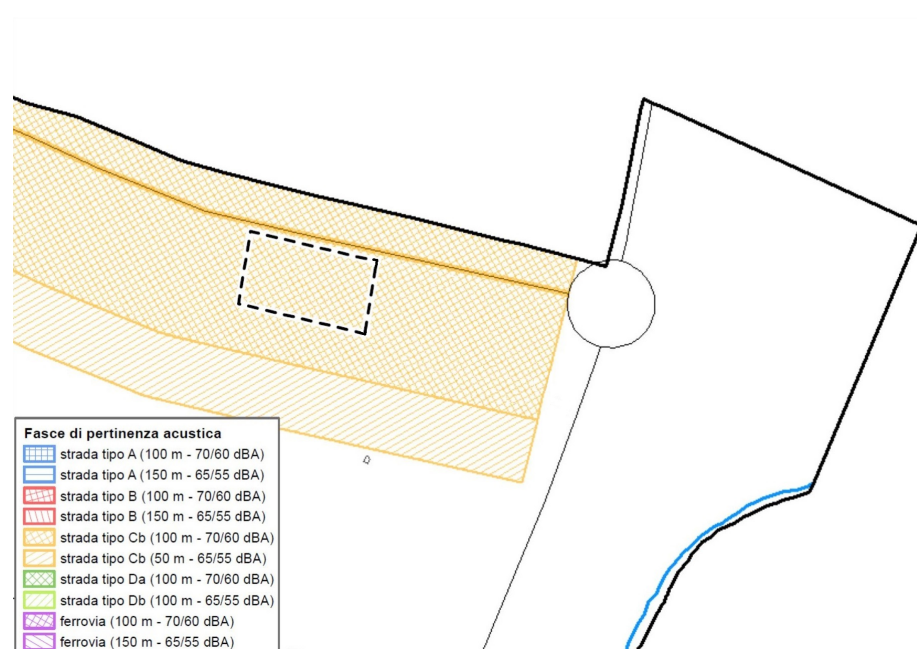 Fasce di pertinenza acustica
strada tipo A (100 m - 70/60 dBA)
strada tipo A (150 m - 65/55 dBA)
strada tipo B (100 m - 70/60 dBA)
strada tipo B (150 m - 65/55 dBA)
strada tipo Cb (100 m - 70/60 dBA)
strada tipo Cb (50 m - 65/55 dBA)
strada tipo Da (100 m - 70/60 dBA)
strada tipo Db (100 m - 65/55 dBA)
ferrovia (100 m - 70/60 dBA)
ferrovia (150 m - 65/55 dBA)